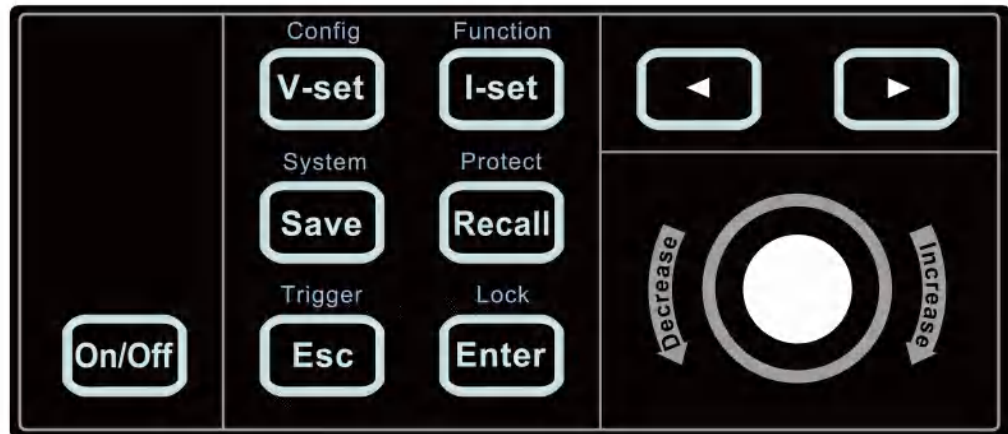 Config Function
V-set I-set
System Protect
Save Recall
Decrease Increase
Trigger Lock
On/Off Esc Enter